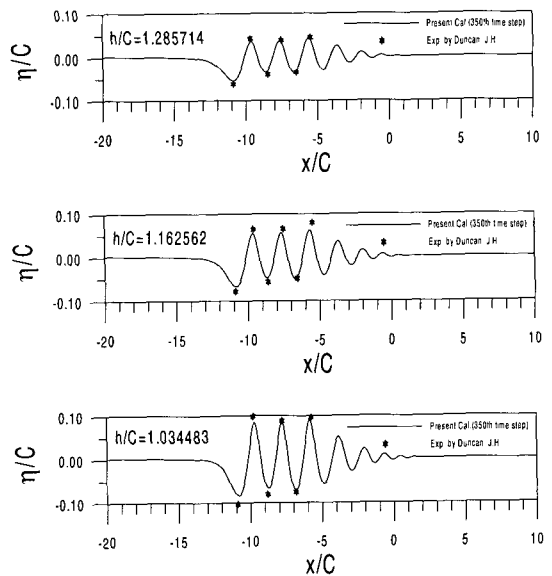 0.10
h/C=1.285714
Present Cal (350th time step)
Exp by Duncan J.H
η/C
0.00
-0.10
-20 -15 -10 -5 0 5 10
x/C
0.10
h/C=1.162562
Present Cal (350th time step)
Exp by Duncan J.H
η/C
0.00
-0.10
-20 -15 -10 -5 0 5 10
x/C
0.10
h/C=1.034483
Present Cal (350th time step)
Exp by Duncan J.H
η/C
0.00
-0.10
-20 -15 -10 -5 0 5 10
x/C